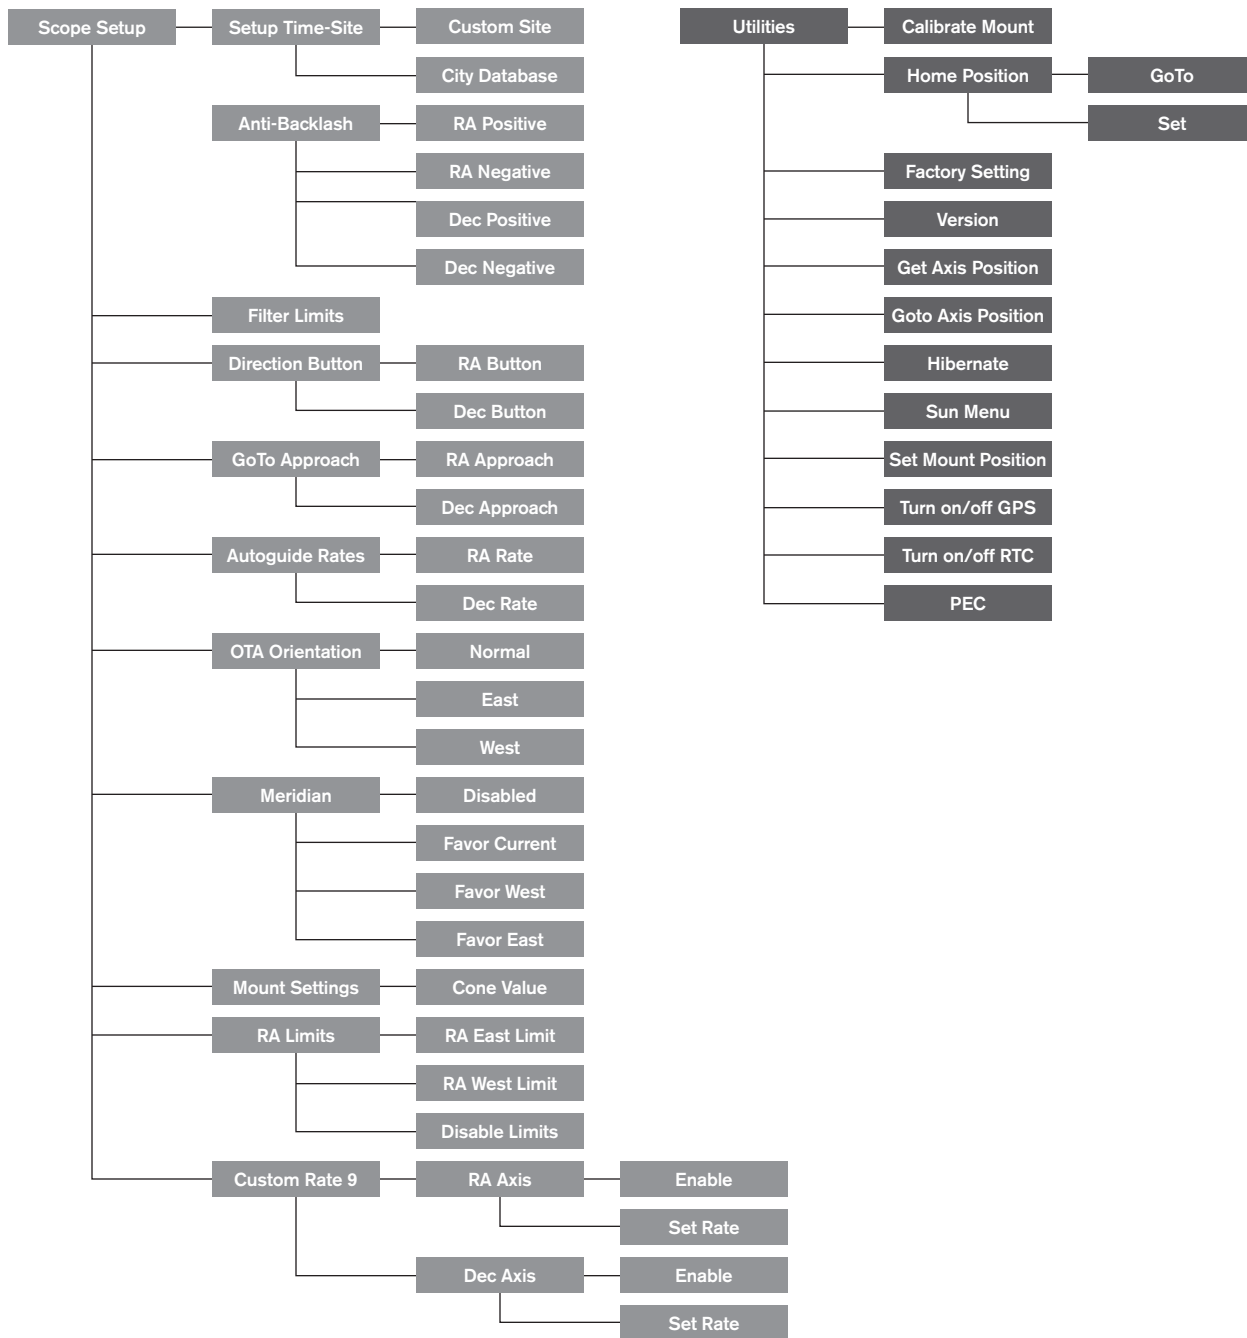 Scope Setup
Setup Time-Site
Custom Site
City Database
Anti-Backlash
RA Positive
RA Negative
Dec Positive
Dec Negative
Filter Limits
Direction Button
RA Button
Dec Button
GoTo Approach
RA Approach
Dec Approach
Autoguide Rates
RA Rate
Dec Rate
OTA Orientation
Normal
East
West
Meridian
Disabled
Favor Current
Favor West
Favor East
Mount Settings
Cone Value
RA Limits
RA East Limit
RA West Limit
Disable Limits
Custom Rate 9
RA Axis
Enable
Set Rate
Dec Axis
Enable
Set Rate
Utilities
Calibrate Mount
Home Position
GoTo
Set
Factory Setting
Version
Get Axis Position
Goto Axis Position
Hibernate
Sun Menu
Set Mount Position
Turn on/off GPS
Turn on/off RTC
PEC